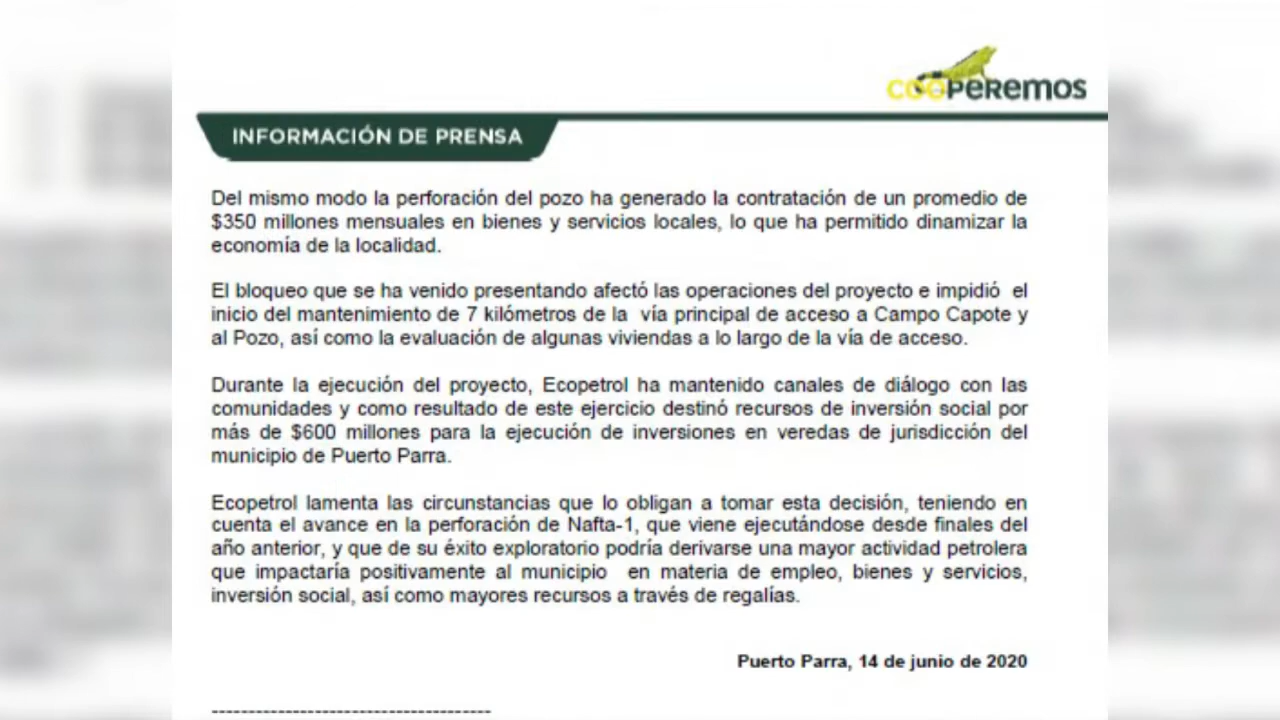 COOPEREMOS
INFORMACIÓN DE PRENSA
Del mismo modo la perforación del pozo ha generado la contratación de un promedio de
$350 millones mensuales en bienes y servicios locales, lo que ha permitido dinamizar la
economía de la localidad.
El bloqueo que se ha venido presentando afectó las operaciones del proyecto e impidió el
inicio del mantenimiento de 7 kilómetros de la vía principal de acceso a Campo Capote y
al Pozo, así como la evaluación de algunas viviendas a lo largo de la vía de acceso.
Durante la ejecución del proyecto, Ecopetrol ha mantenido canales de diálogo con las
comunidades y como resultado de este ejercicio destinó recursos de inversión social por
más de $600 millones para la ejecución de inversiones en veredas de jurisdicción del
municipio de Puerto Parra.
Ecopetrol lamenta las circunstancias que lo obligan a tomar esta decisión, teniendo en
cuenta el avance en la perforación de Nafta-1, que viene ejecutándose desde finales del
año anterior, y que de su éxito exploratorio podría derivarse una mayor actividad petrolera
que impactaría positivamente al municipio en materia de empleo, bienes y servicios,
inversión social, así como mayores recursos a través de regalías.
Puerto Parra, 14 de junio de 2020
---------------------------------------